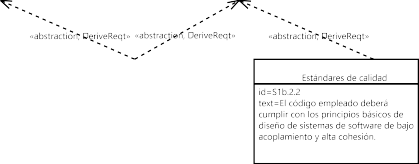 «abstraction, DeriveReqt» «abstraction, DeriveReqt» «abstraction, DeriveReqt»
Estándares de calidad
id=S1b.2.2
text=El código empleado deberá
cumplir con los principios básicos de
diseño de sistemas de software de bajo
acoplamiento y alta cohesión.